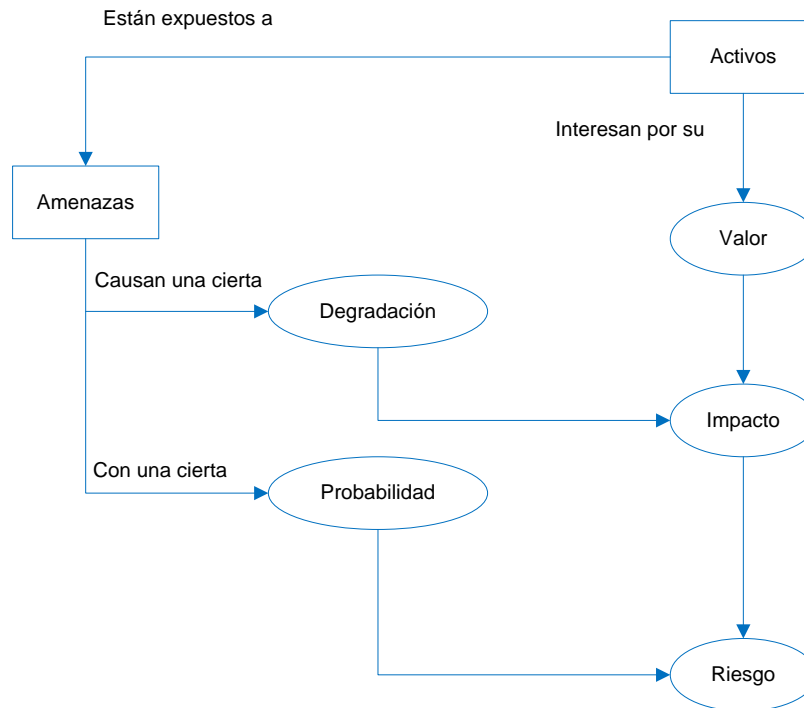 Están expuestos a
Activos
Interesan por su
Amenazas
Valor
Causan una cierta
Degradación
Impacto
Con una cierta
Probabilidad
Riesgo